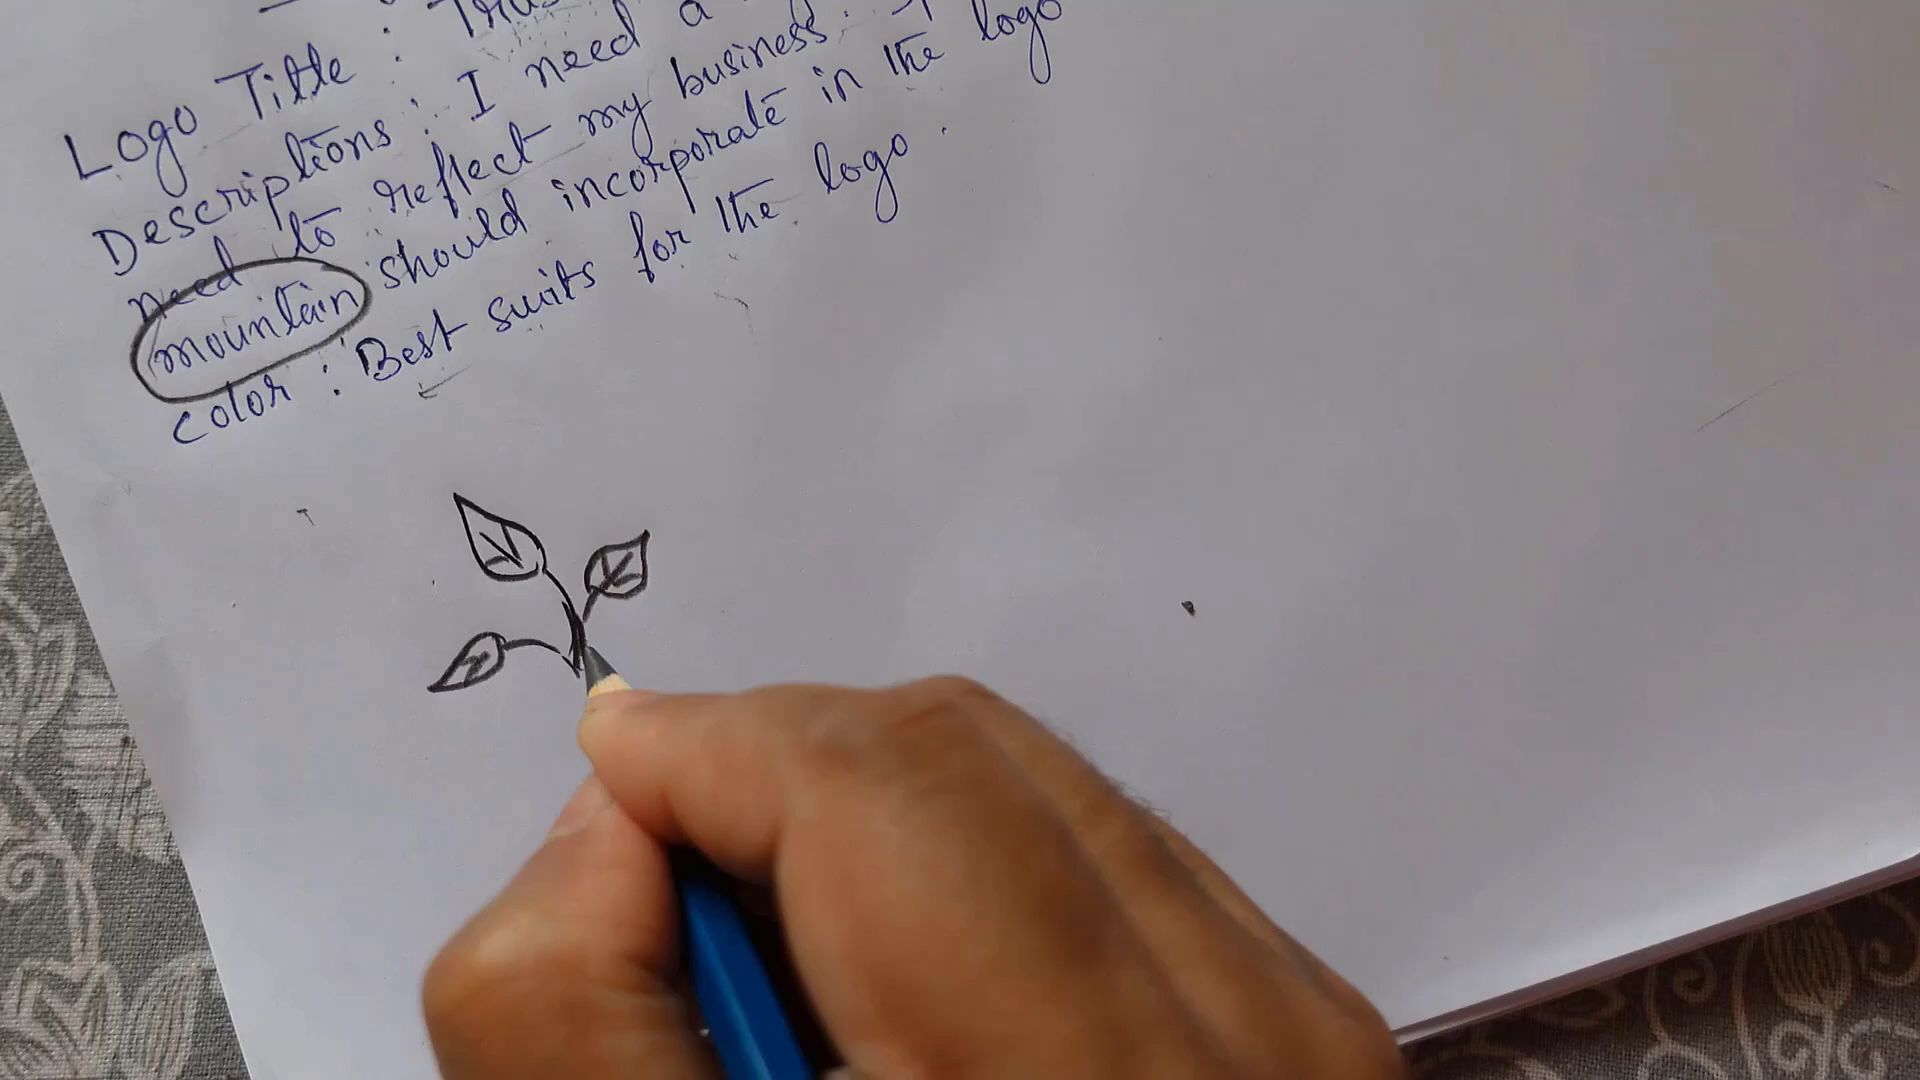 Logo Title :
Descriptions : I need a
need to reflect my business.
mountain should incorporate in the logo
color : Best suits for the logo.